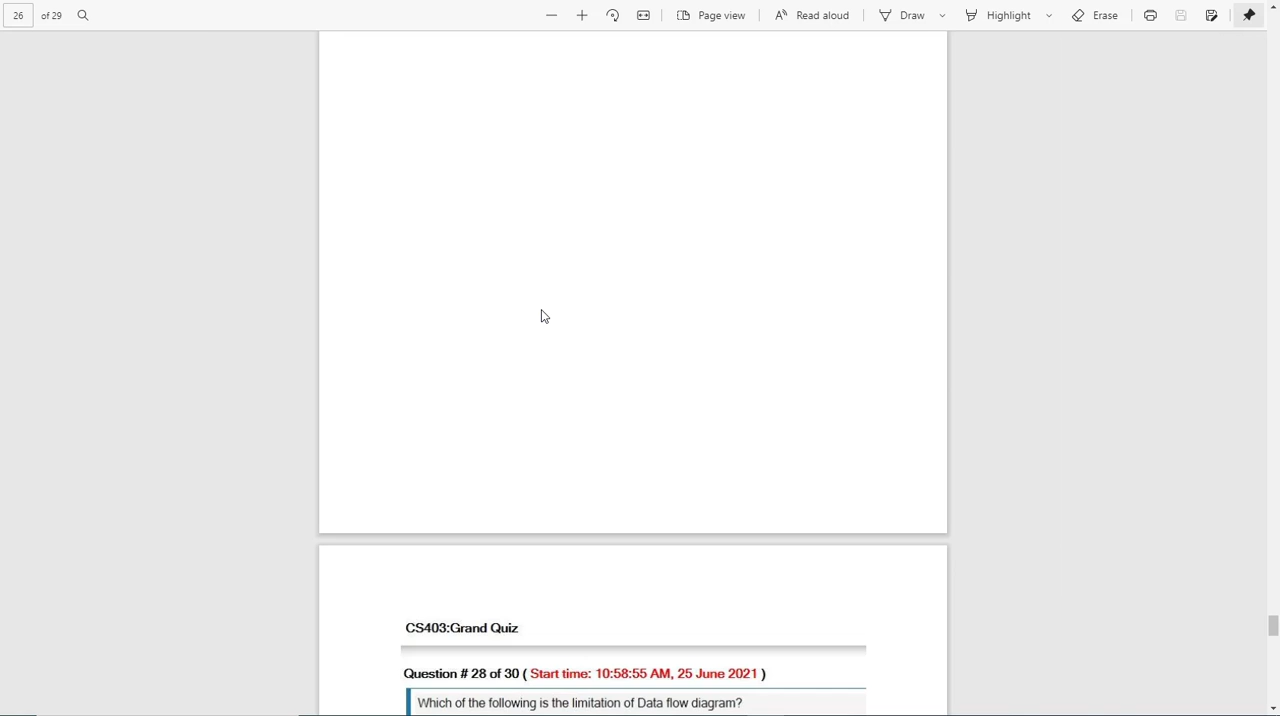 26 of 29 Page view Read aloud Draw Highlight Erase
CS403:Grand Quiz
Question # 28 of 30 ( Start time: 10:58:55 AM, 25 June 2021 )
Which of the following is the limitation of Data flow diagram?